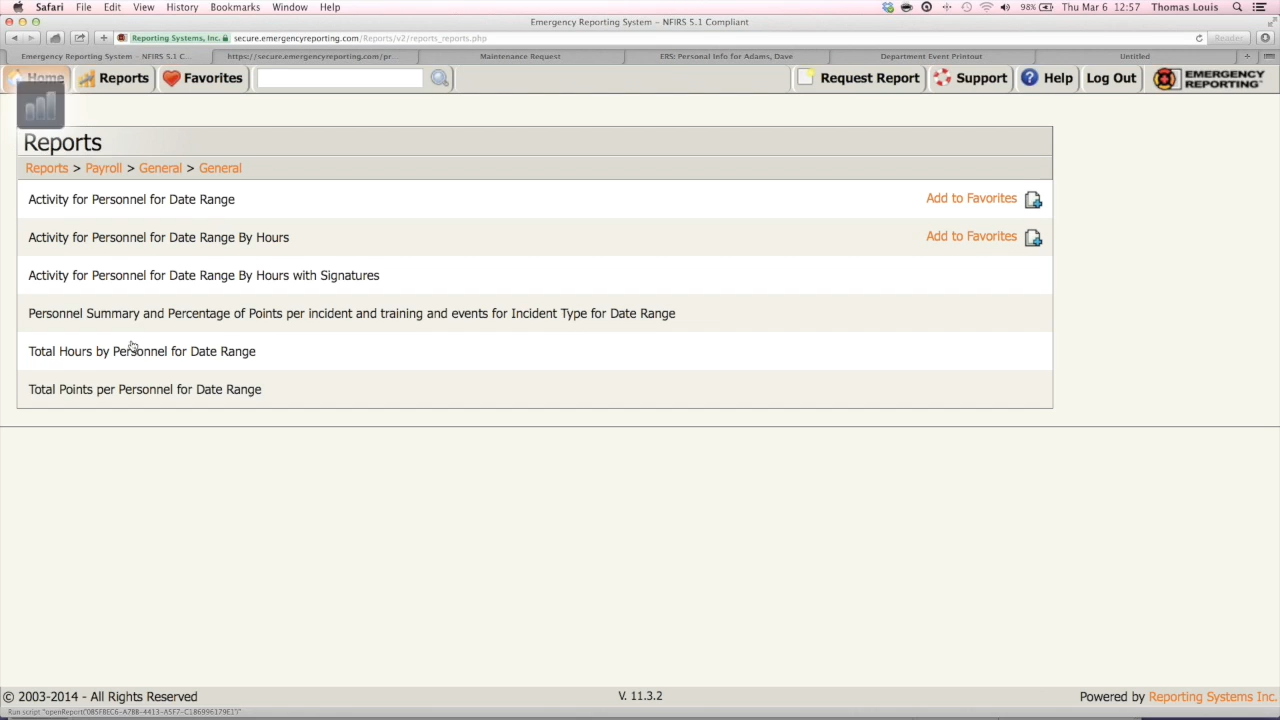 Safari File Edit View History Bookmarks Window Help 98% Thu Mar 6 12:57 Thomas Louis
Emergency Reporting System – NFIRS 5.1 Compliant
Reporting Systems, Inc. secure.emergencyreporting.com/Reports/v2/reports_reports.php Reader
Emergency Reporting System – NFIRS 5.1 C... https://secure.emergencyreporting.com/pr... Maintenance Request ERS: Personal Info for Adams, Dave Department Event Printout Untitled
Home Reports Favorites Request Report Support Help Log Out EMERGENCY REPORTING
Reports
Reports > Payroll > General > General
Activity for Personnel for Date Range Add to Favorites
Activity for Personnel for Date Range By Hours Add to Favorites
Activity for Personnel for Date Range By Hours with Signatures
Personnel Summary and Percentage of Points per incident and training and events for Incident Type for Date Range
Total Hours by Personnel for Date Range
Total Points per Personnel for Date Range
© 2003-2014 - All Rights Reserved V. 11.3.2 Powered by Reporting Systems Inc.
Run script "openReport(